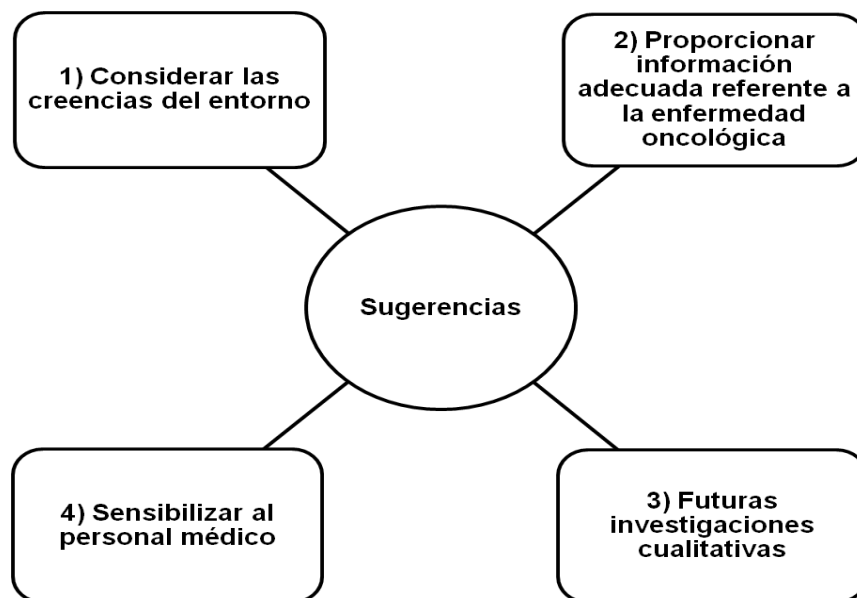 1) Considerar las
creencias del entorno
2) Proporcionar
información
adecuada referente a
la enfermedad
oncológica
Sugerencias
4) Sensibilizar al
personal médico
3) Futuras
investigaciones
cualitativas